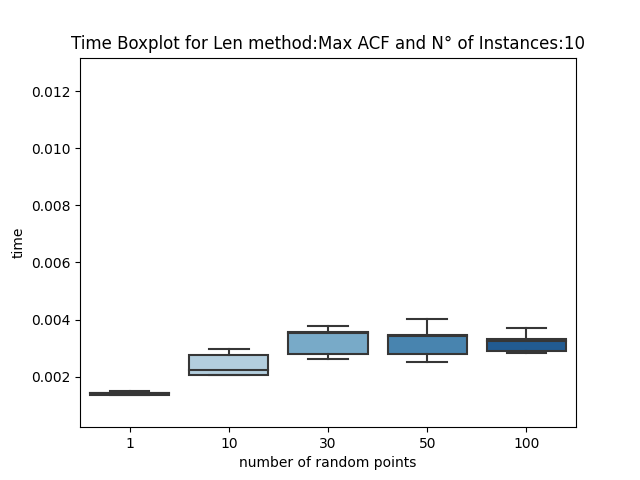 Time Boxplot for Len method:Max ACF and N° of Instances:10
0.012
0.010
0.008
0.006
0.004
0.002
time
1 10 30 50 100
number of random points